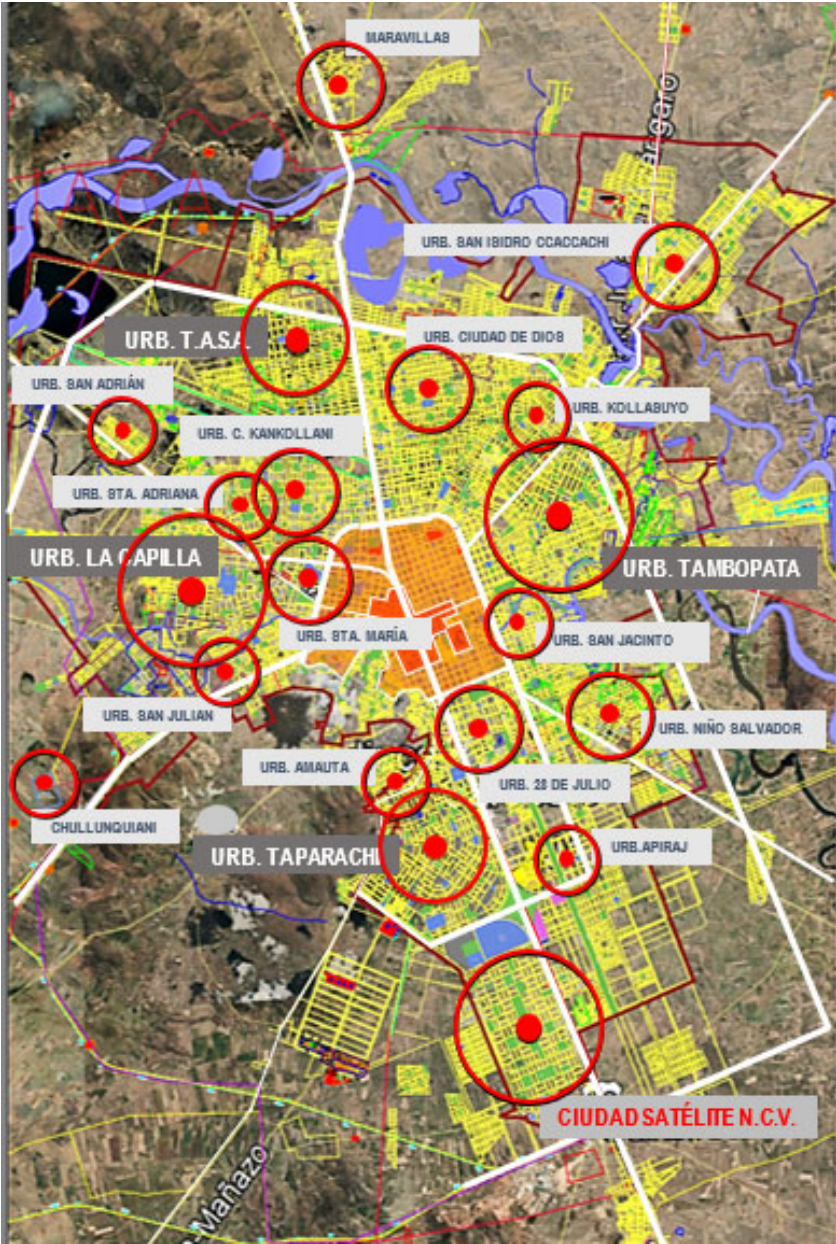 MARAVILLAS
URB. SAN ISIDRO CCACCACHI
URB. T.A.S.A.
URB. CIUDAD DE DIOS
URB. SAN ADRIÁN
URB. KOLLASUYO
URB. C. KANKOLLANI
URB. STA. ADRIANA
URB. LA CAPILLA
URB. TAMBOPATA
URB. STA. MARÍA
URB. SAN JACINTO
URB. SAN JULIAN
URB. NIÑO SALVADOR
URB. AMAUTA
URB. 28 DE JULIO
CHULLUNQUIANI
URB. TAPARACHI
URB.APIRAJ
CIUDAD SATÉLITE N.C.V.
-Mañazo